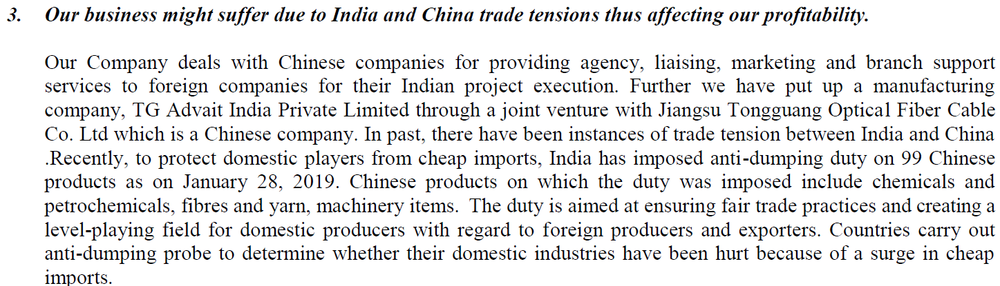 3. Our business might suffer due to India and China trade tensions thus affecting our profitability.
Our Company deals with Chinese companies for providing agency, liaising, marketing and branch support
services to foreign companies for their Indian project execution. Further we have put up a manufacturing
company, TG Advait India Private Limited through a joint venture with Jiangsu Tongguang Optical Fiber Cable
Co. Ltd which is a Chinese company. In past, there have been instances of trade tension between India and China
.Recently, to protect domestic players from cheap imports, India has imposed anti-dumping duty on 99 Chinese
products as on January 28, 2019. Chinese products on which the duty was imposed include chemicals and
petrochemicals, fibres and yarn, machinery items. The duty is aimed at ensuring fair trade practices and creating a
level-playing field for domestic producers with regard to foreign producers and exporters. Countries carry out
anti-dumping probe to determine whether their domestic industries have been hurt because of a surge in cheap
imports.